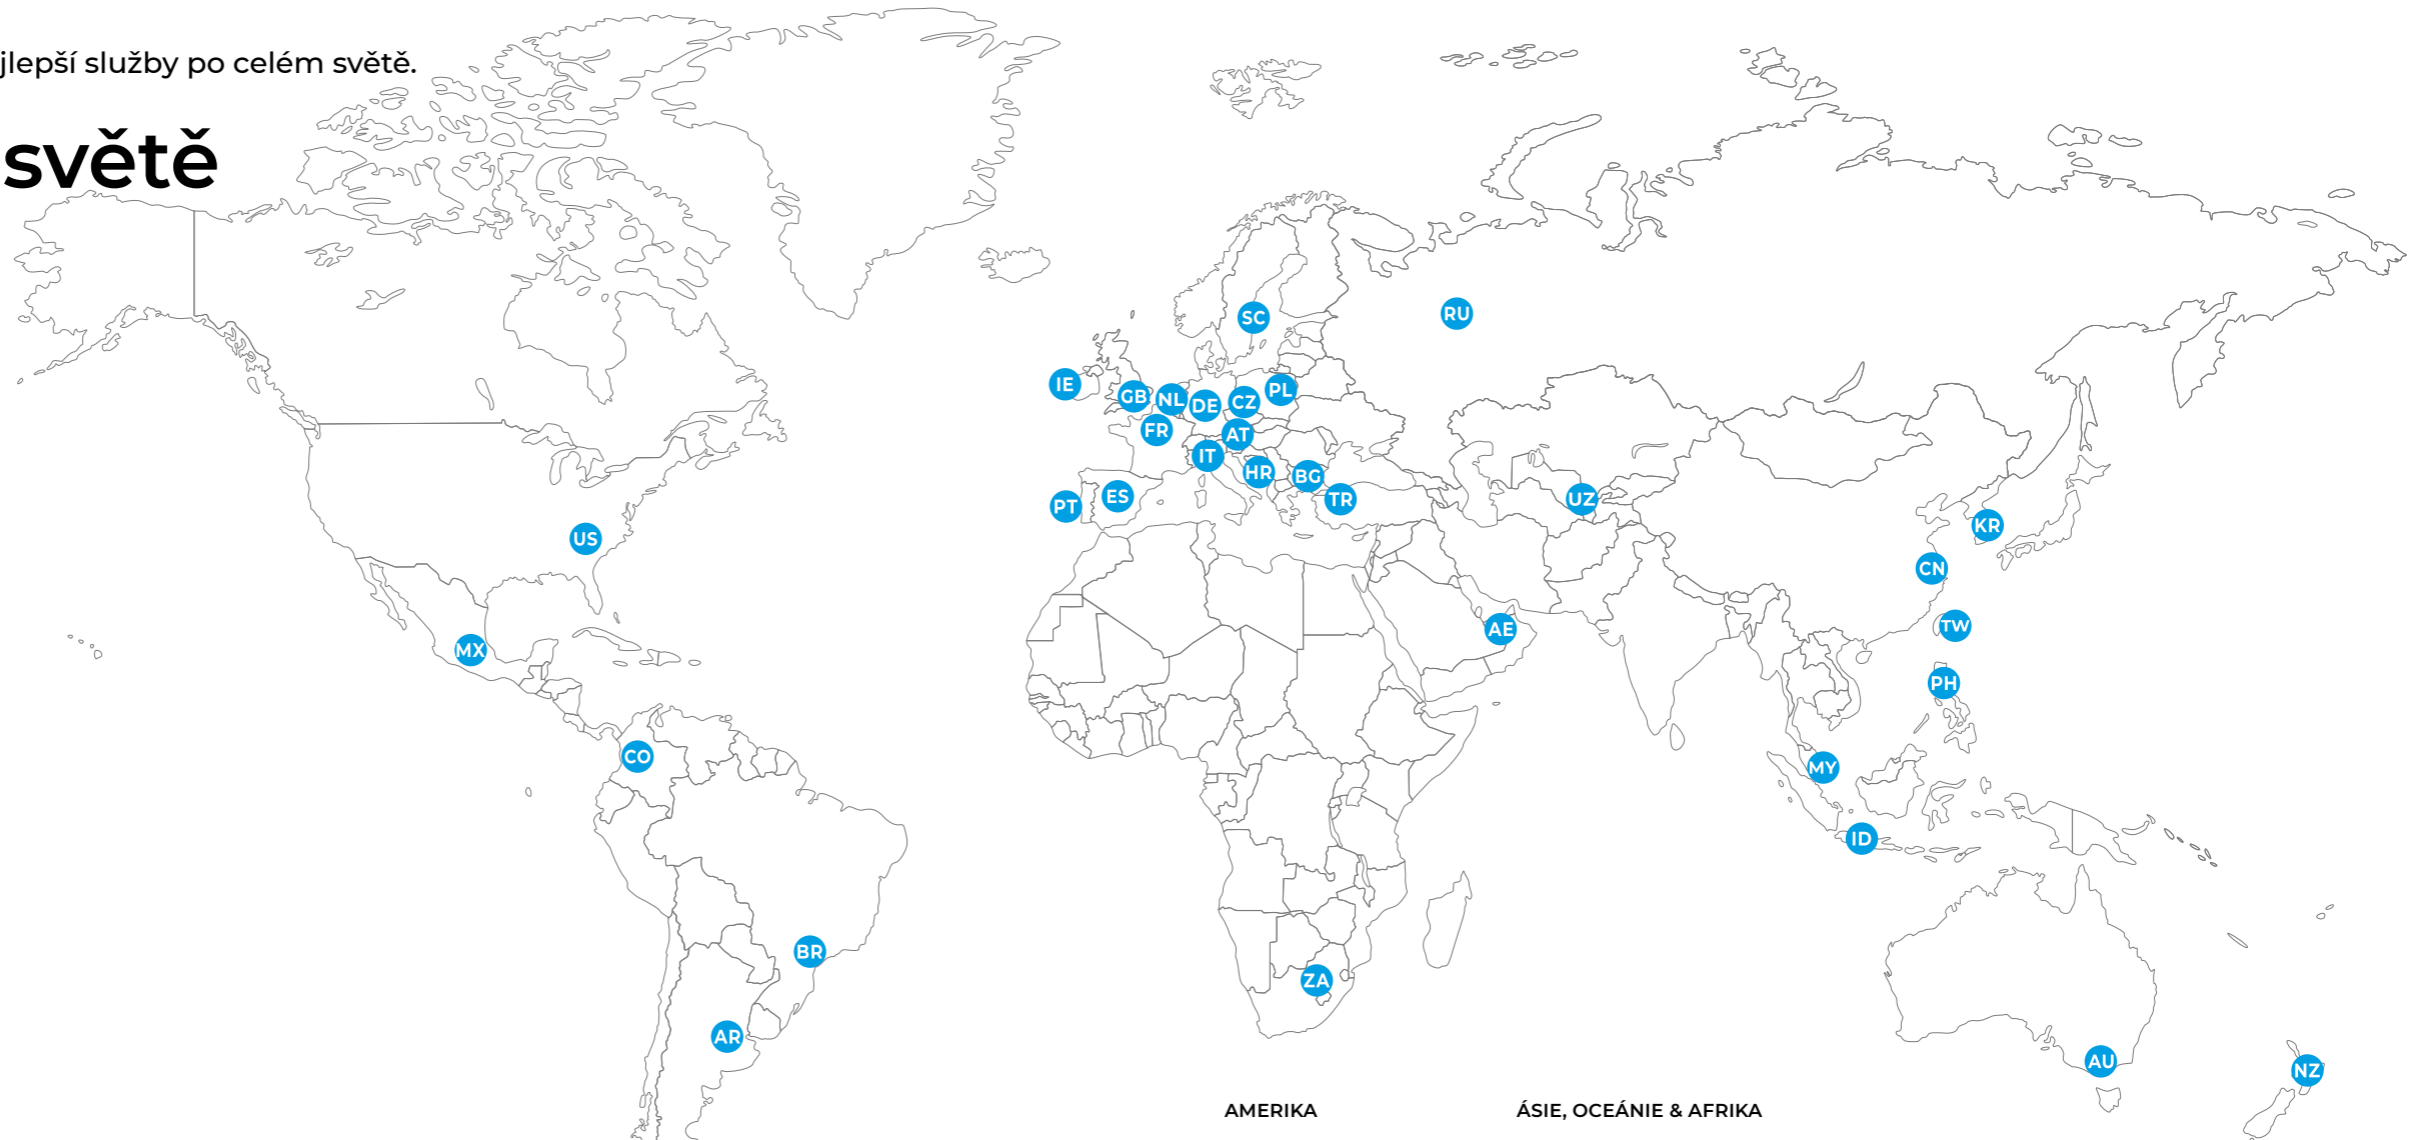 jlepší služby po celém světě.
světě
SC
RU
IE
GB
NL
DE
CZ
PL
FR
AT
IT
HR
BG
PT
ES
TR
UZ
US
KR
CN
AE
TW
MX
PH
CO
MY
ID
BR
ZA
AR
AU
NZ
AMERIKA
ÁSIE, OCEÁNIE & AFRIKA